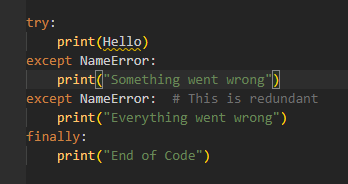 try:
    print(Hello)
except NameError:
    print("Something went wrong")
except NameError:  # This is redundant
    print("Everything went wrong")
finally:
    print("End of Code")